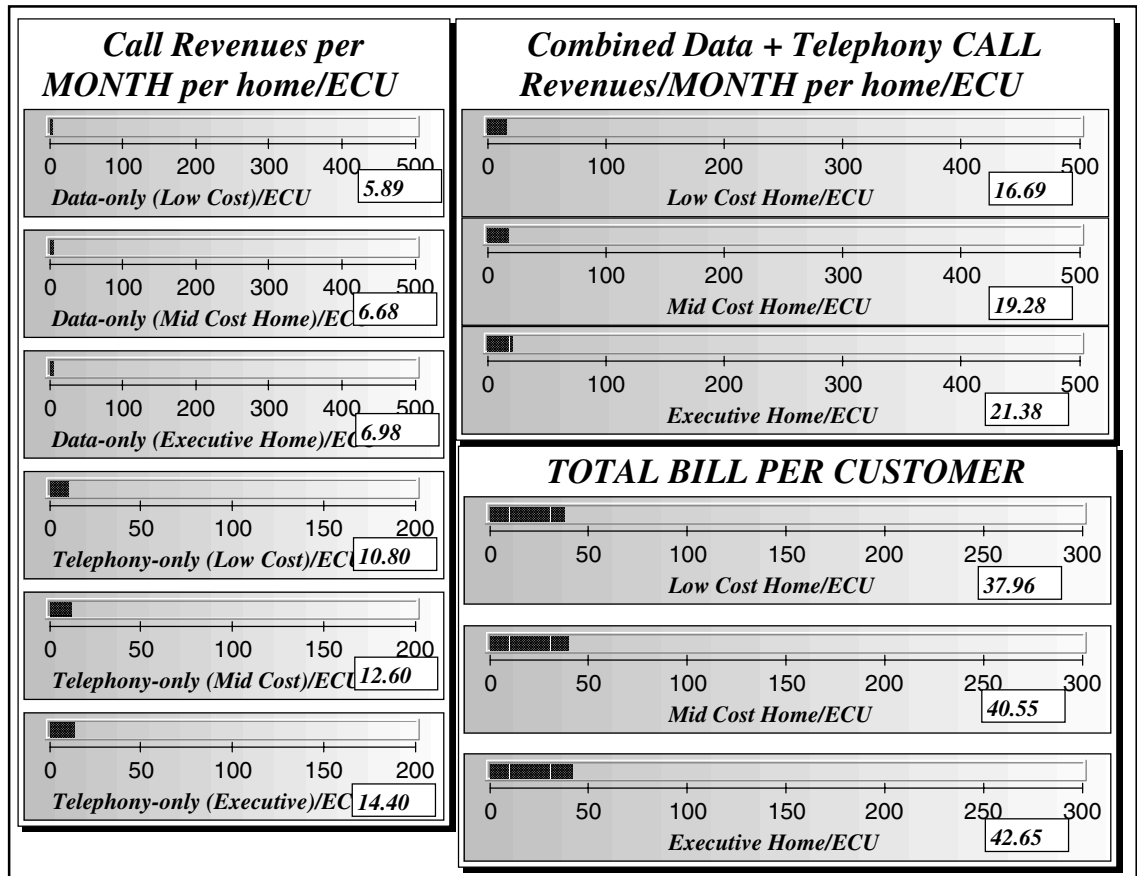 Call Revenues per
MONTH per home/ECU
0 100 200 300 400 500
Data-only (Low Cost)/ECU 5.89
0 100 200 300 400 500
Data-only (Mid Cost Home)/ECU 6.68
0 100 200 300 400 500
Data-only (Executive Home)/ECU 6.98
0 50 100 150 200
Telephony-only (Low Cost)/ECU 10.80
0 50 100 150 200
Telephony-only (Mid Cost)/ECU 12.60
0 50 100 150 200
Telephony-only (Executive)/EC 14.40
Combined Data + Telephony CALL
Revenues/MONTH per home/ECU
0 100 200 300 400 500
Low Cost Home/ECU 16.69
0 100 200 300 400 500
Mid Cost Home/ECU 19.28
0 100 200 300 400 500
Executive Home/ECU 21.38
TOTAL BILL PER CUSTOMER
0 50 100 150 200 250 300
Low Cost Home/ECU 37.96
0 50 100 150 200 250 300
Mid Cost Home/ECU 40.55
0 50 100 150 200 250 300
Executive Home/ECU 42.65